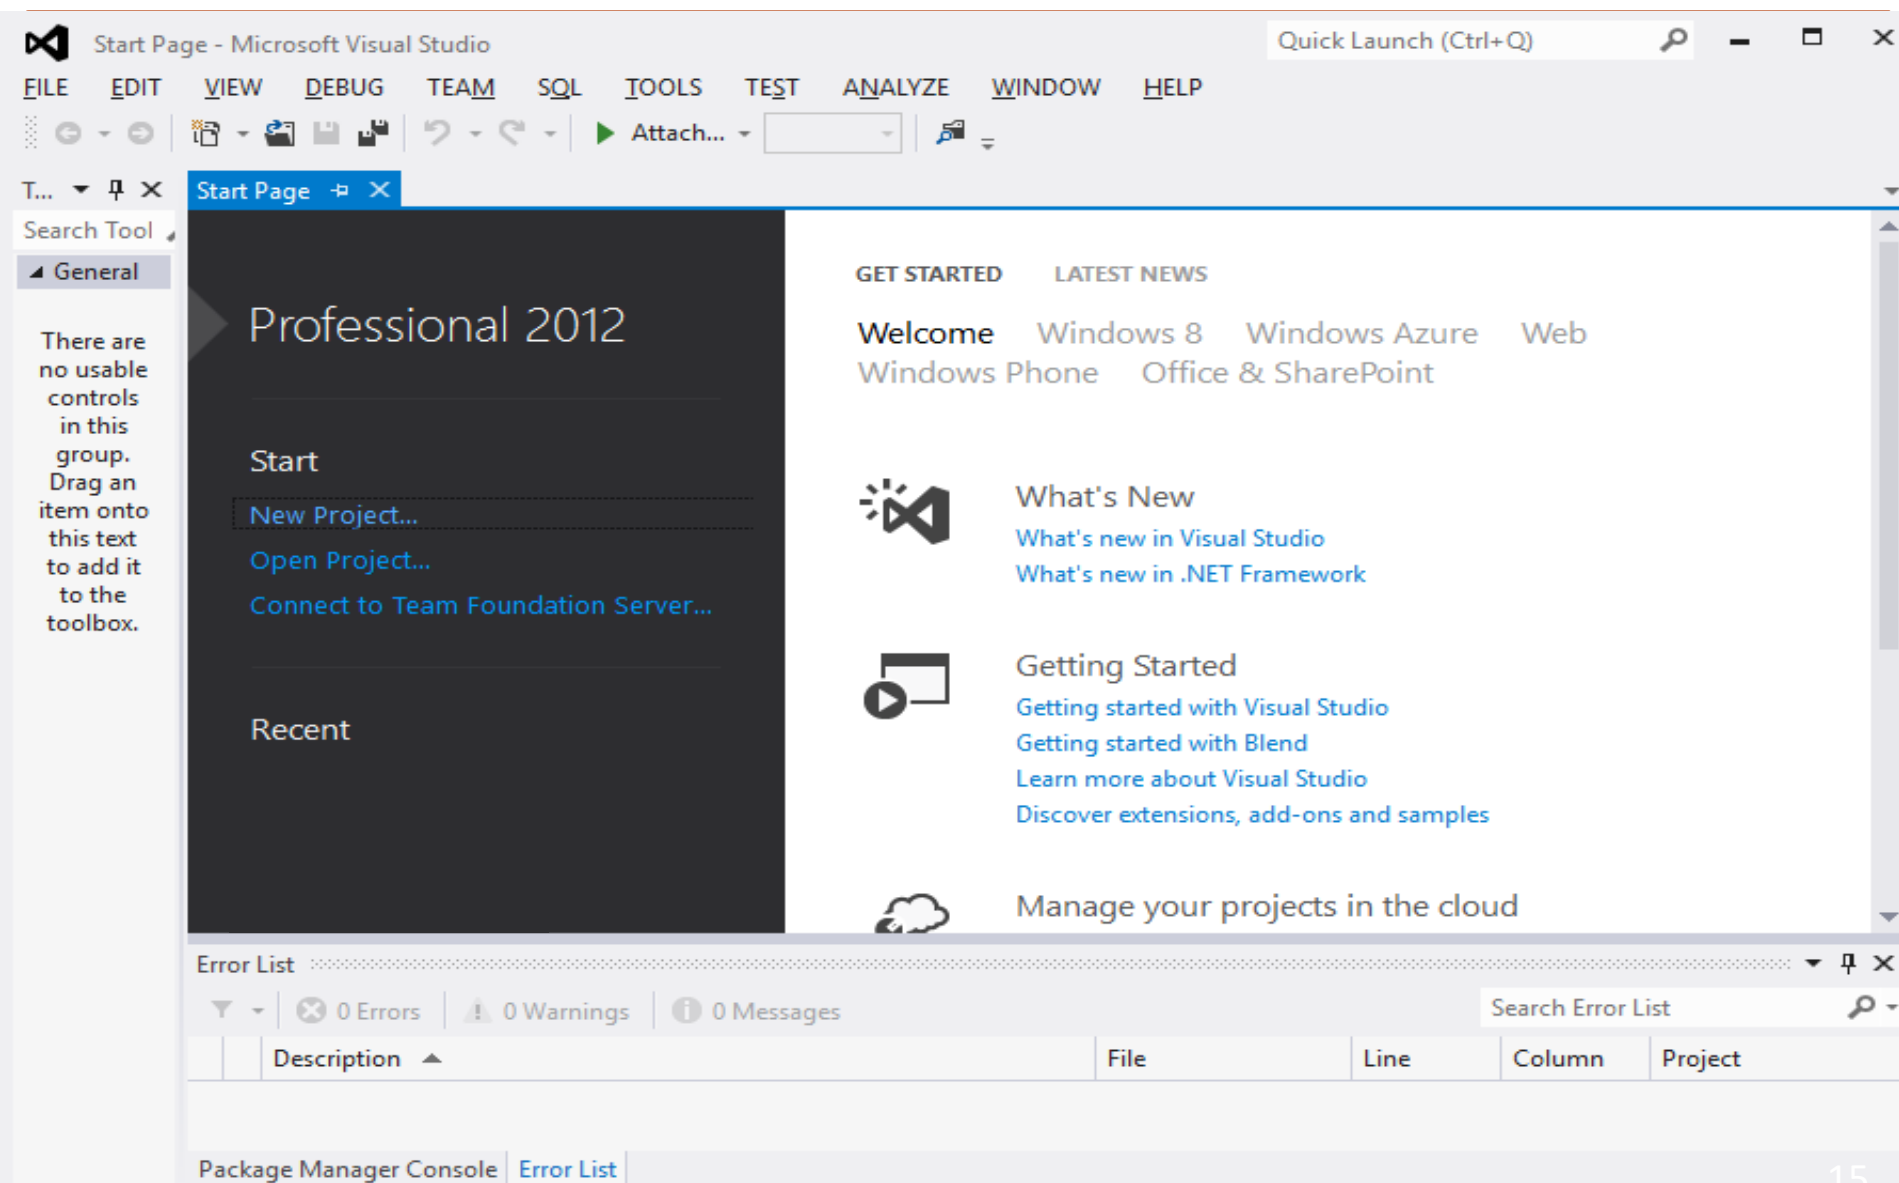 Start Page - Microsoft Visual Studio
Quick Launch (Ctrl+Q)
FILE EDIT VIEW DEBUG TEAM SQL TOOLS TEST ANALYZE WINDOW HELP
Attach...
T...
Start Page
Search Tool
General
There are
no usable
controls
in this
group.
Drag an
item onto
this text
to add it
to the
toolbox.
Professional 2012
Start
New Project...
Open Project...
Connect to Team Foundation Server...
Recent
GET STARTED LATEST NEWS
Welcome Windows 8 Windows Azure Web
Windows Phone Office & SharePoint
What's New
What's new in Visual Studio
What's new in .NET Framework
Getting Started
Getting started with Visual Studio
Getting started with Blend
Learn more about Visual Studio
Discover extensions, add-ons and samples
Manage your projects in the cloud
Error List
0 Errors 0 Warnings 0 Messages
Search Error List
Description File Line Column Project
Package Manager Console Error List
15